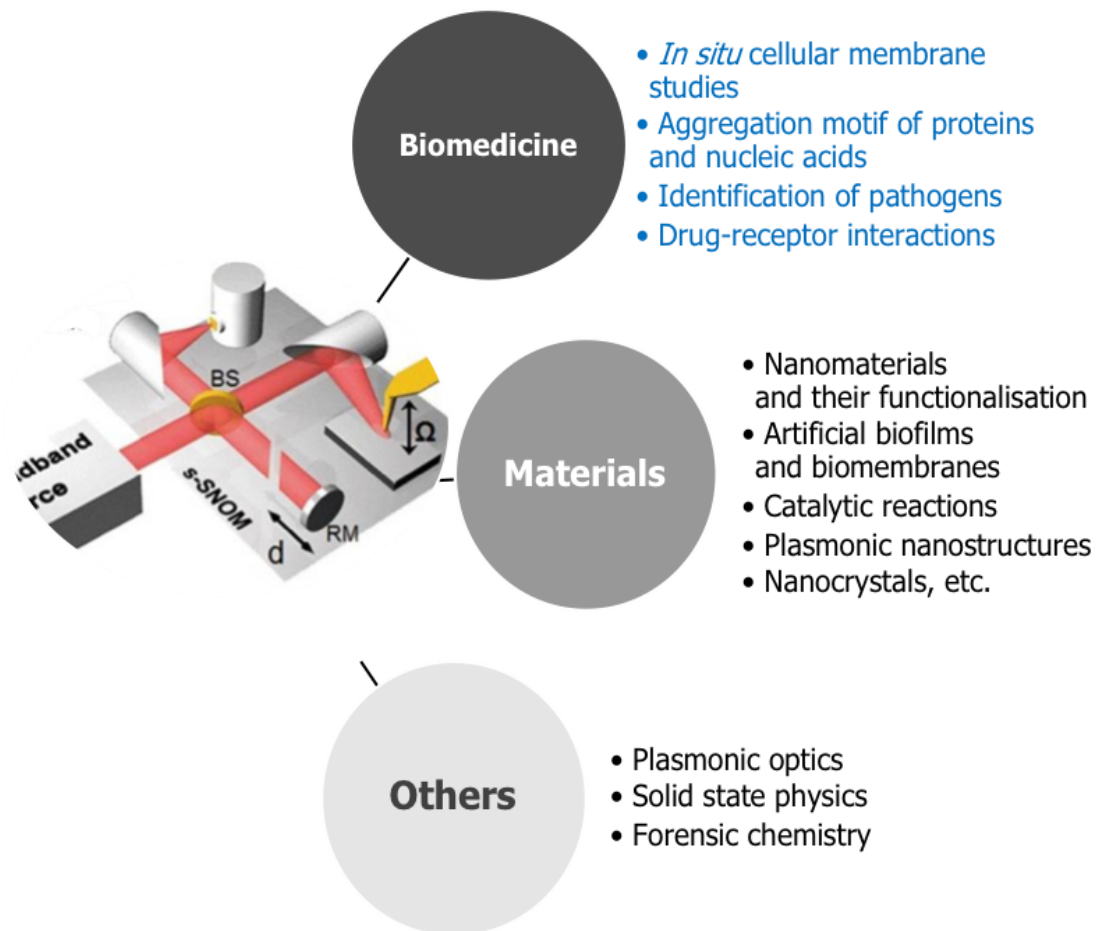 Biomedicine
• In situ cellular membrane
studies
• Aggregation motif of proteins
and nucleic acids
• Identification of pathogens
• Drug-receptor interactions
BS
Ω
dband
rce
s-SNOM
RM
d
Materials
• Nanomaterials
and their functionalisation
• Artificial biofilms
and biomembranes
• Catalytic reactions
• Plasmonic nanostructures
• Nanocrystals, etc.
Others
• Plasmonic optics
• Solid state physics
• Forensic chemistry